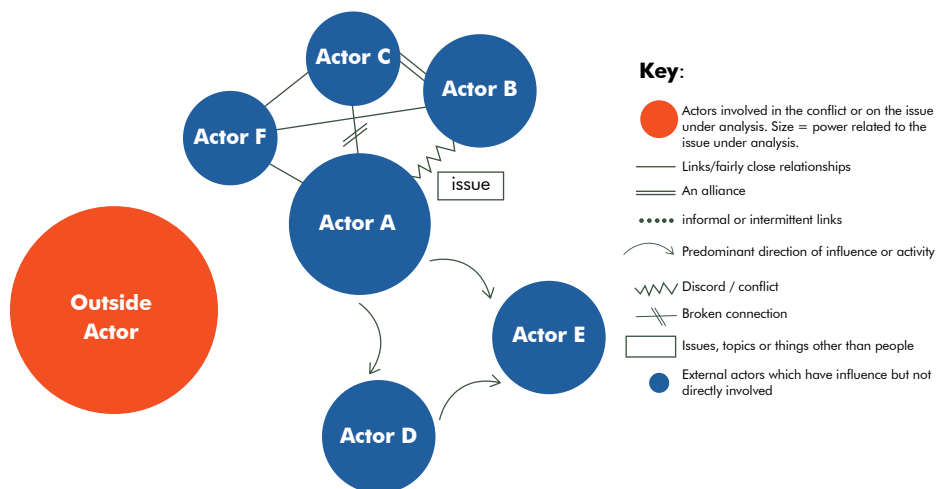 Actor C
Actor B
Actor F
issue
Actor A
Outside
Actor
Actor E
Actor D
Key:
Actors involved in the conflict or on the issue
under analysis. Size = power related to the
issue under analysis.
Links/fairly close relationships
An alliance
informal or intermittent links
Predominant direction of influence or activity
Discord / conflict
Broken connection
Issues, topics or things other than people
External actors which have influence but not
directly involved